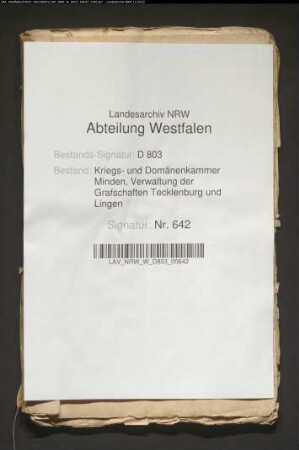 Landesarchiv NRW
Abteilung Westfalen
Bestands-Signatur: D 803
Bestand: Kriegs- und Domänenkammer
Minden, Verwaltung der
Grafschaften Tecklenburg und
Lingen
Signatur: Nr. 642
LAV_NRW_W_D803_00642